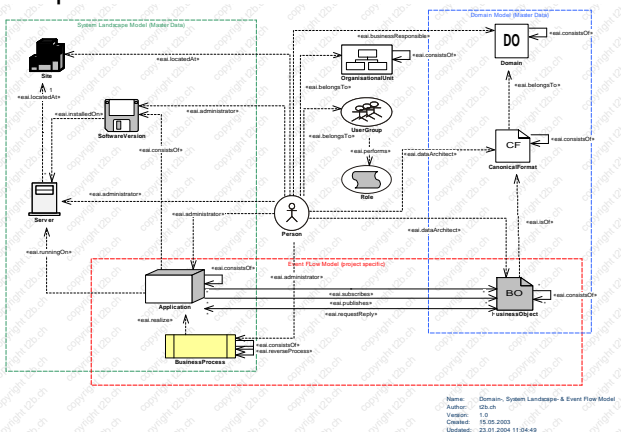 System Landscape Model (Master Data)
Domain Model (Master Data)
«eai.businessResponsible»
DO
«eai.consistsOf»
Domain
«eai.locatedAt»
Site
OrganisationalUnit
«eai.consistsOf»
«eai.belongsTo»
«eai.belongsTo»
1
«eai.locatedAt»
«eai.installedOn»
SoftwareVersion
«eai.administrator»
UserGroup
«eai.belongsTo»
«eai.consistsOf»
«eai.performs»
CF
«eai.consistsOf»
CanonicalFormat
«eai.dataArchitect»
Role
Server
«eai.administrator»
«eai.administrator»
Person
«eai.dataArchitect»
«eai.isOf»
«eai.runningOn»
Event FLow Model (project specific)
«eai.consistsOf»
«eai.administrator»
Application
«eai.subscribes»
«eai.publishes»
«eai.requestReply»
BO
«eai.consistsOf»
BusinessObject
«eai.realize»
«eai.consistsOf»
«eai.reverseProcess»
BusinessProcess
Name: Domain-, System Landscape- & Event Flow Model
Author: t2b.ch
Version: 1.0
Created: 15.05.2003
Updated: 23.01.2004 11:04:49
copyright t2b.ch